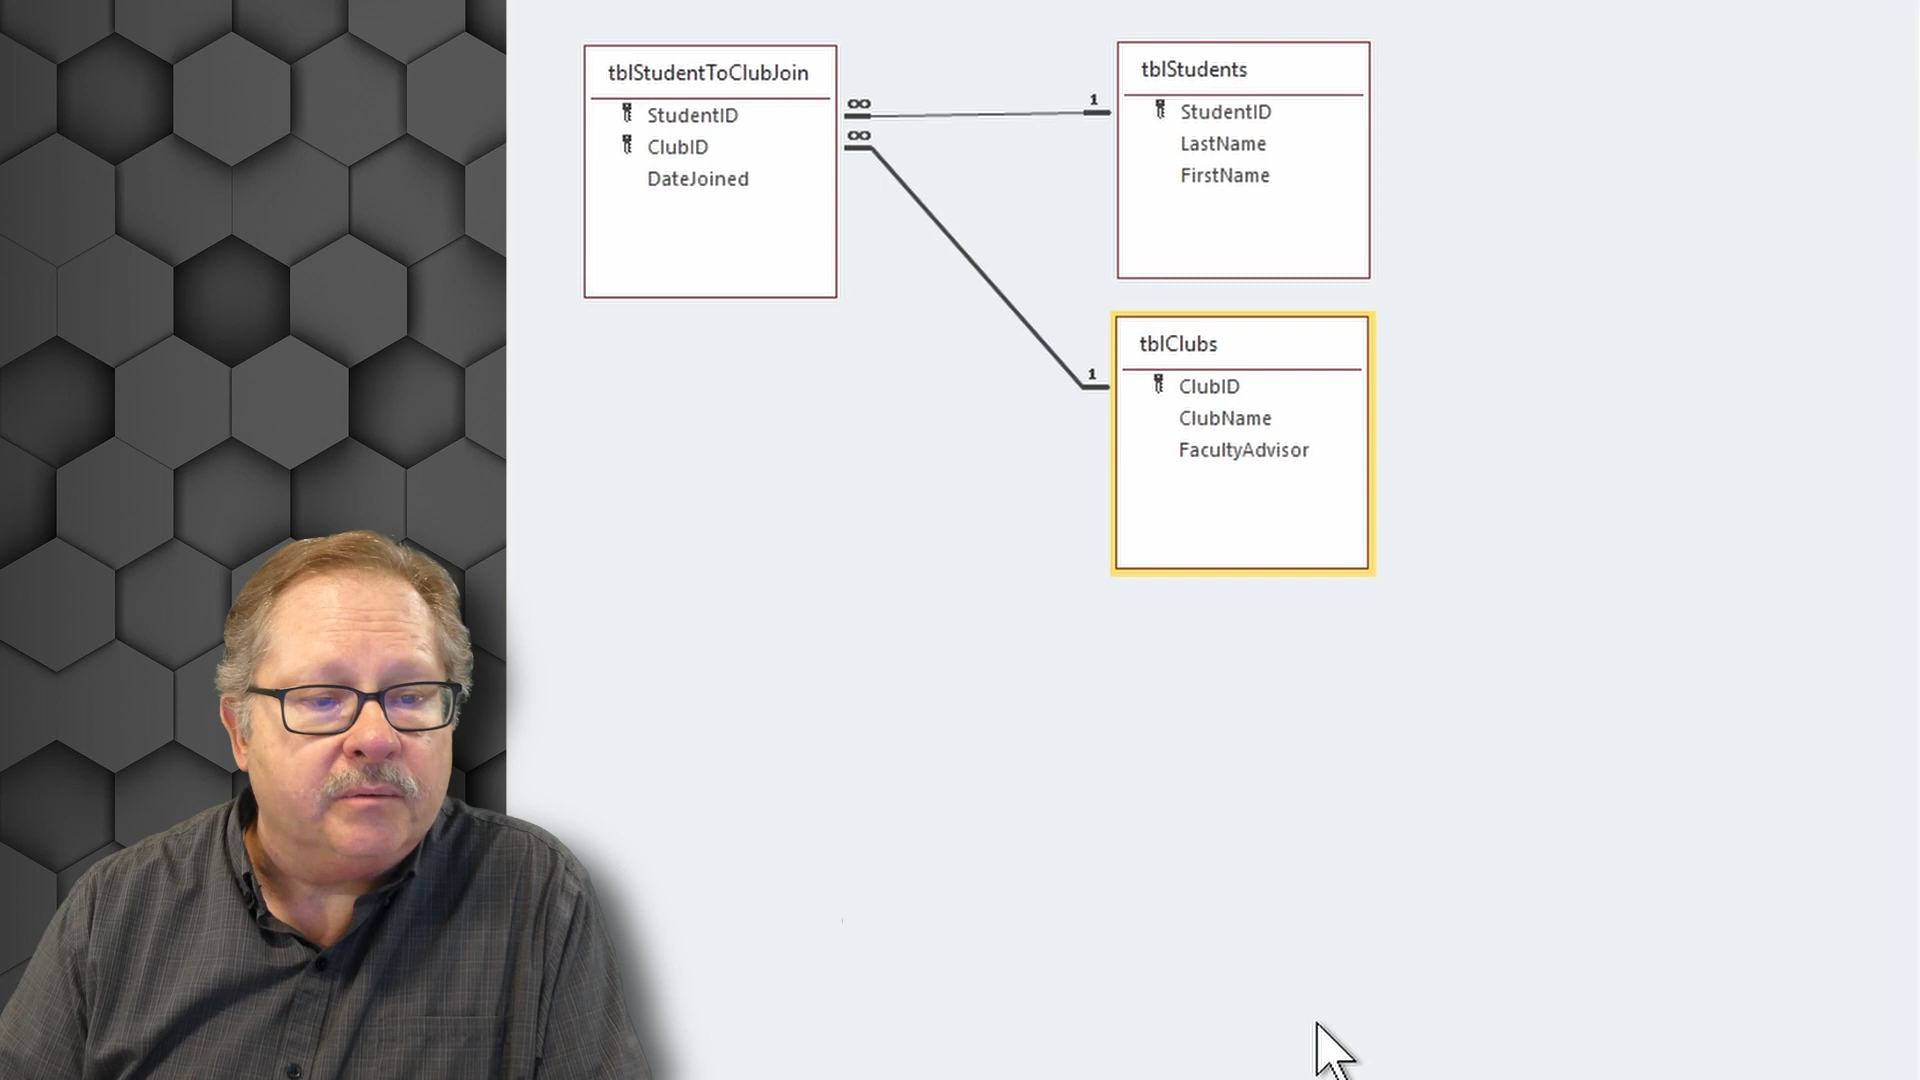 tblStudentToClubJoin
StudentID
ClubID
DateJoined
∞
∞
1
1
tblStudents
StudentID
LastName
FirstName
tblClubs
ClubID
ClubName
FacultyAdvisor